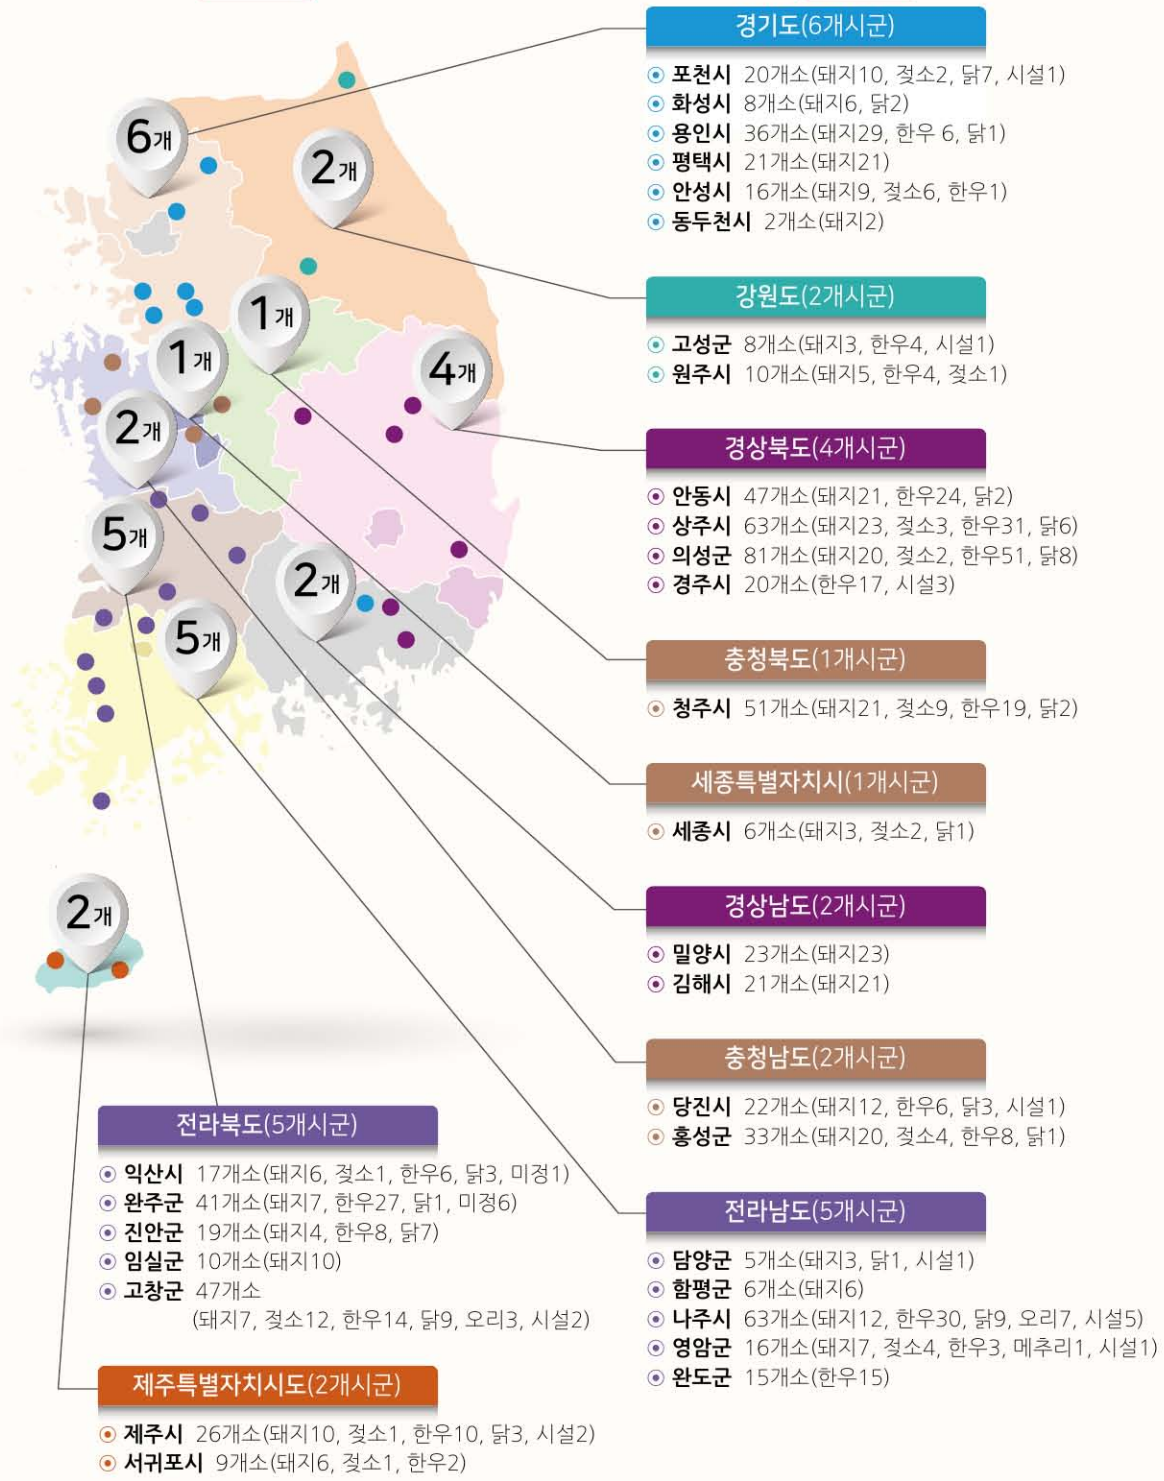 6개
2개
1개
1개
4개
2개
5개
2개
5개
2개
경기도(6개시군)
포천시 20개소(돼지10, 젖소2, 닭7, 시설1)
화성시 8개소(돼지6, 닭2)
용인시 36개소(돼지29, 한우 6, 닭1)
평택시 21개소(돼지21)
안성시 16개소(돼지9, 젖소6, 한우1)
동두천시 2개소(돼지2)
강원도(2개시군)
고성군 8개소(돼지3, 한우4, 시설1)
원주시 10개소(돼지5, 한우4, 젖소1)
경상북도(4개시군)
안동시 47개소(돼지21, 한우24, 닭2)
상주시 63개소(돼지23, 젖소3, 한우31, 닭6)
의성군 81개소(돼지20, 젖소2, 한우51, 닭8)
경주시 20개소(한우17, 시설3)
충청북도(1개시군)
청주시 51개소(돼지21, 젖소9, 한우19, 닭2)
세종특별자치시(1개시군)
세종시 6개소(돼지3, 젖소2, 닭1)
경상남도(2개시군)
밀양시 23개소(돼지23)
김해시 21개소(돼지21)
충청남도(2개시군)
당진시 22개소(돼지12, 한우6, 닭3, 시설1)
홍성군 33개소(돼지20, 젖소4, 한우8, 닭1)
전라남도(5개시군)
담양군 5개소(돼지3, 닭1, 시설1)
함평군 6개소(돼지6)
나주시 63개소(돼지12, 한우30, 닭9, 오리7, 시설5)
영암군 16개소(돼지7, 젖소4, 한우3, 메추리1, 시설1)
완도군 15개소(한우15)
전라북도(5개시군)
익산시 17개소(돼지6, 젖소1, 한우6, 닭3, 미정1)
완주군 41개소(돼지7, 한우27, 닭1, 미정6)
진안군 19개소(돼지4, 한우8, 닭7)
임실군 10개소(돼지10)
고창군 47개소
(돼지7, 젖소12, 한우14, 닭9, 오리3, 시설2)
제주특별자치시도(2개시군)
제주시 26개소(돼지10, 젖소1, 한우10, 닭3, 시설2)
서귀포시 9개소(돼지6, 젖소1, 한우2)